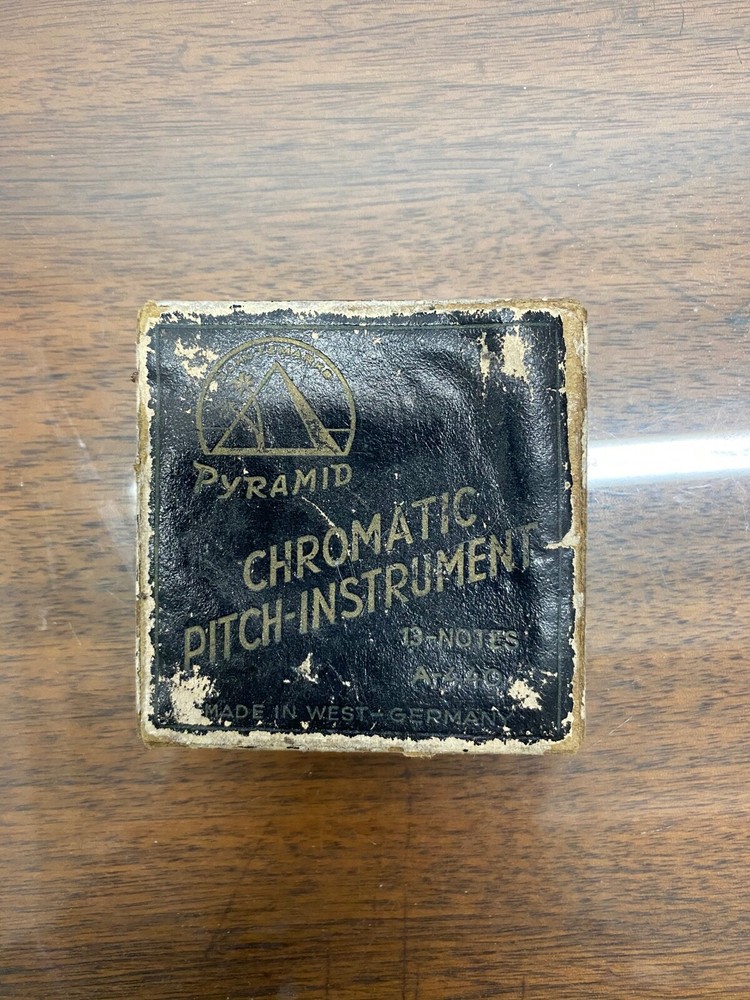 PYRAMID
CHROMATIC
PITCH-INSTRUMENT
13-NOTES
MADE IN WEST-GERMANY